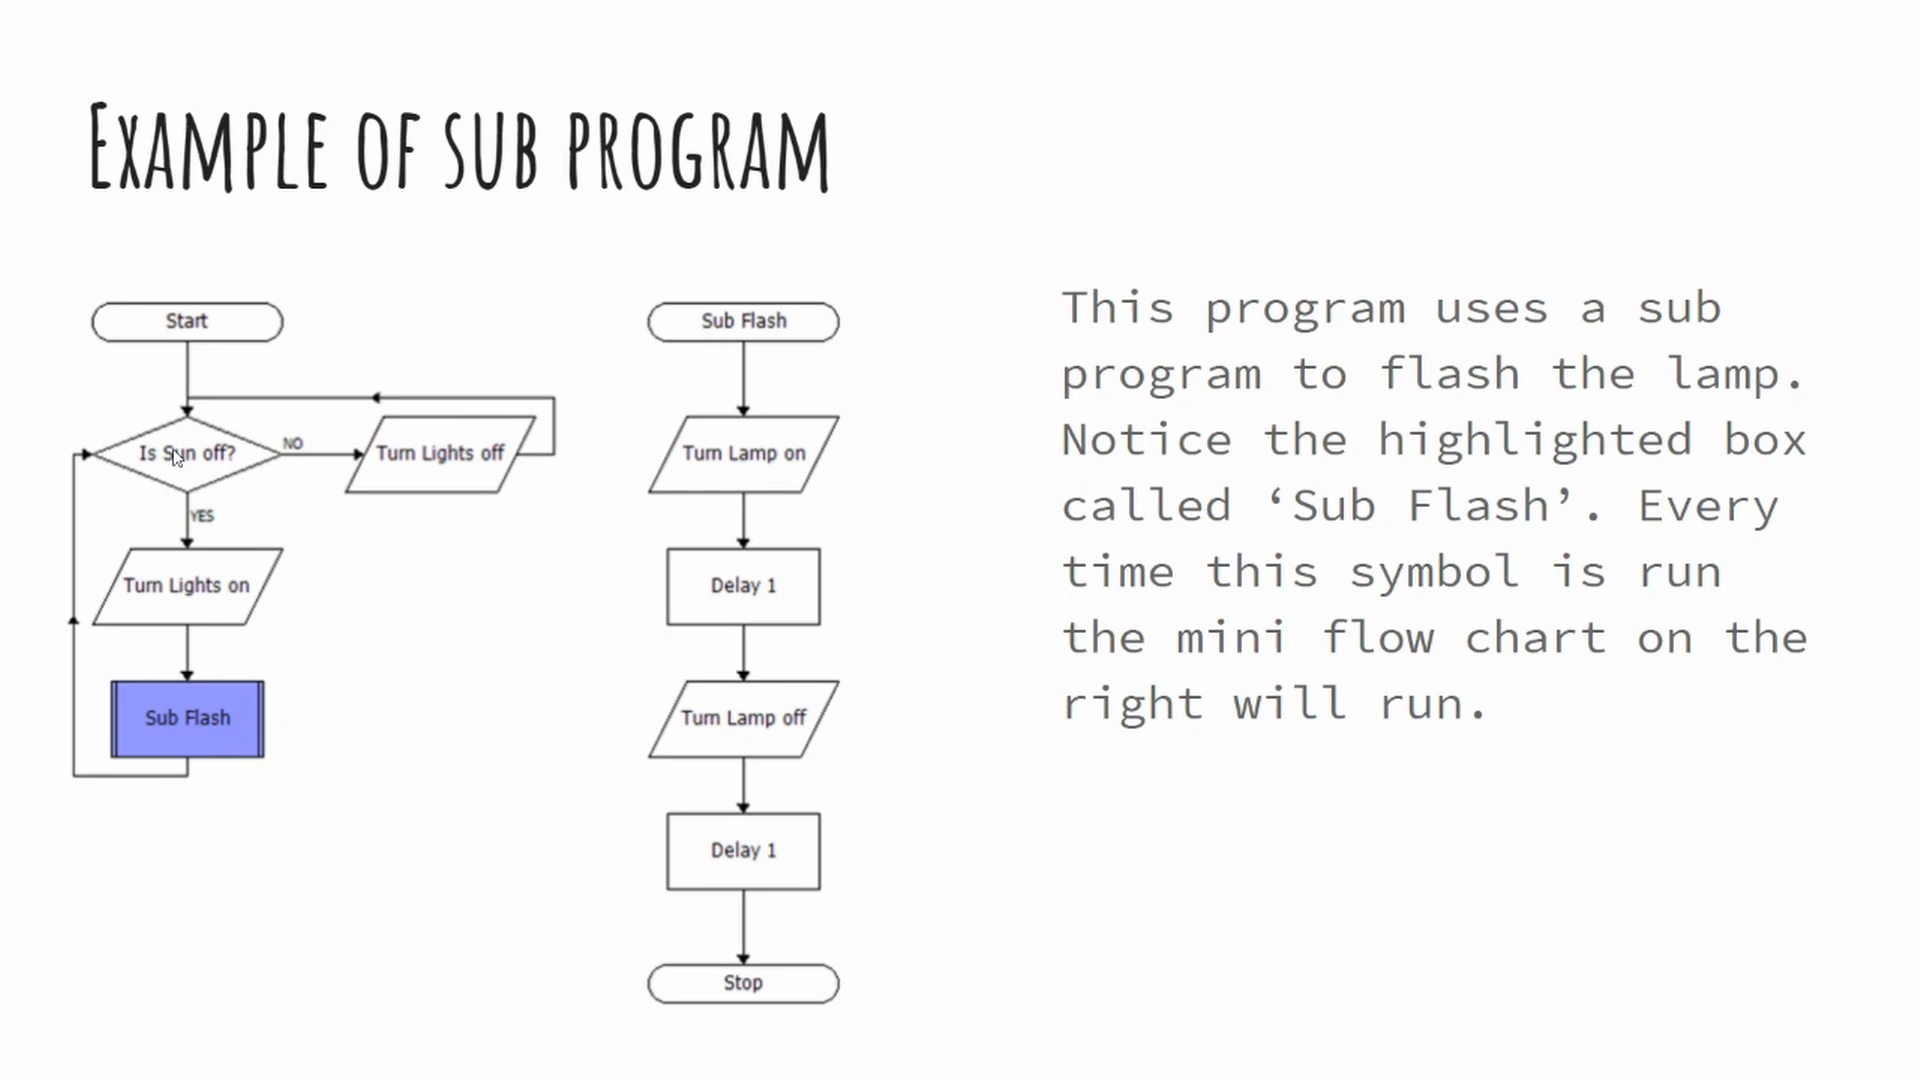 Example of sub program
Start
Is Sun off?
NO
Turn Lights off
YES
Turn Lights on
Sub Flash
Sub Flash
Turn Lamp on
Delay 1
Turn Lamp off
Delay 1
Stop
This program uses a sub
program to flash the lamp.
Notice the highlighted box
called ‘Sub Flash’. Every
time this symbol is run
the mini flow chart on the
right will run.